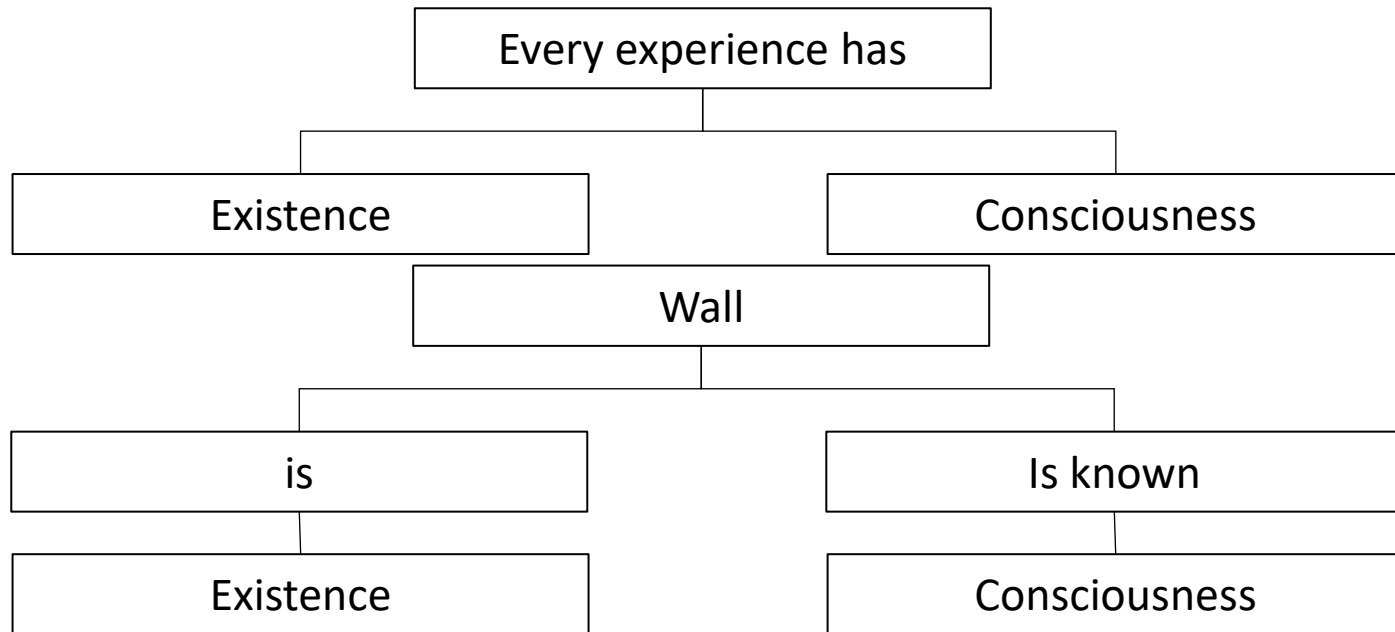 Every experience has
Existence
Consciousness
Wall
is
Is known
Existence
Consciousness